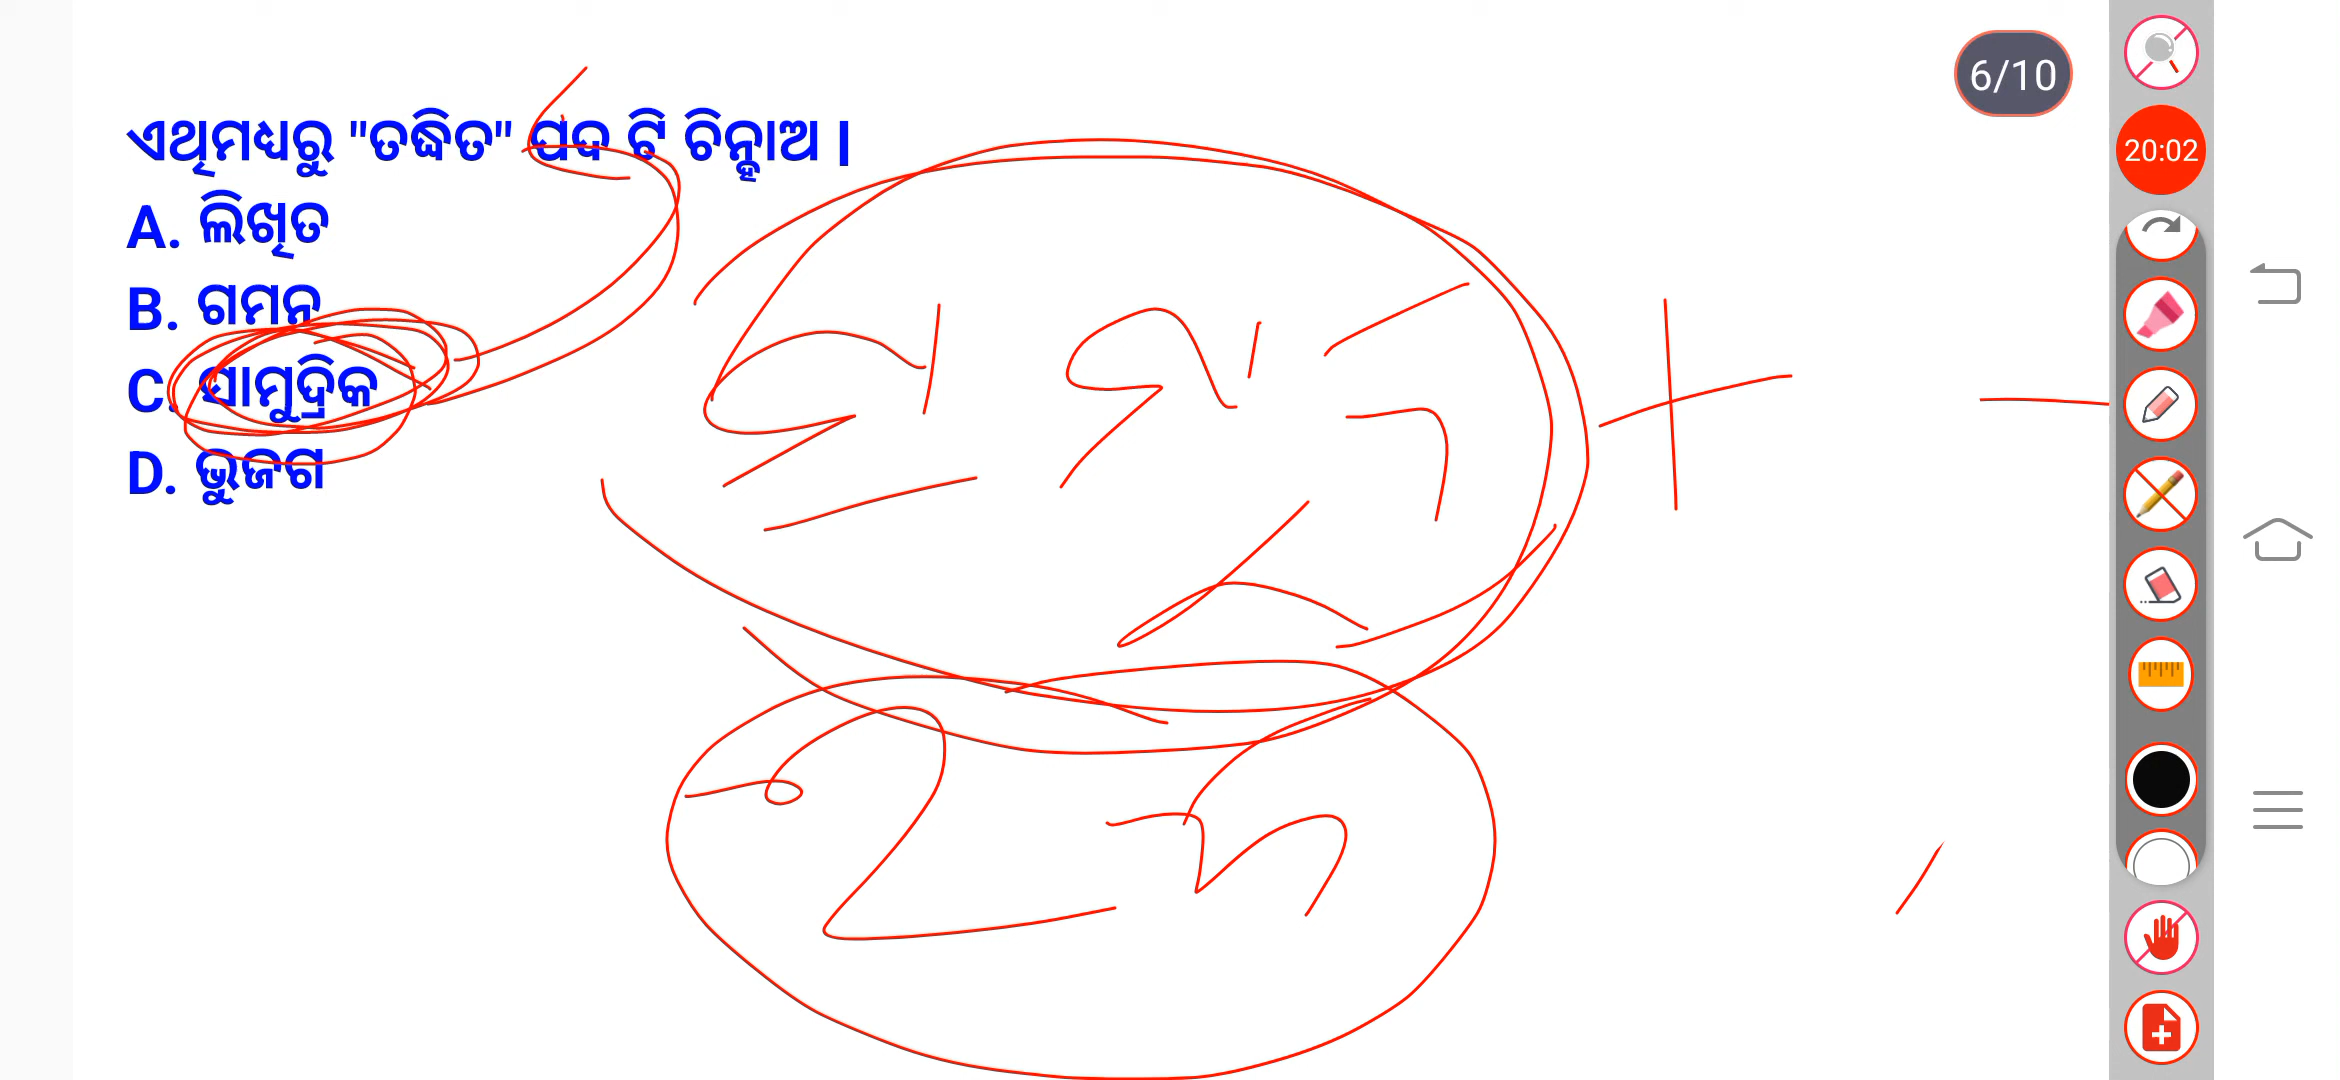 6/10
20:02
ଏଥିମଧ୍ୟରୁ "ତଦ୍ଧିତ" ପଦ ଟି ଚିହ୍ନାଅ |
A. ଲିଖିତ
B. ଗମନ
C. ସାମୁଦ୍ରିକ
D. ଭୁଜଗ